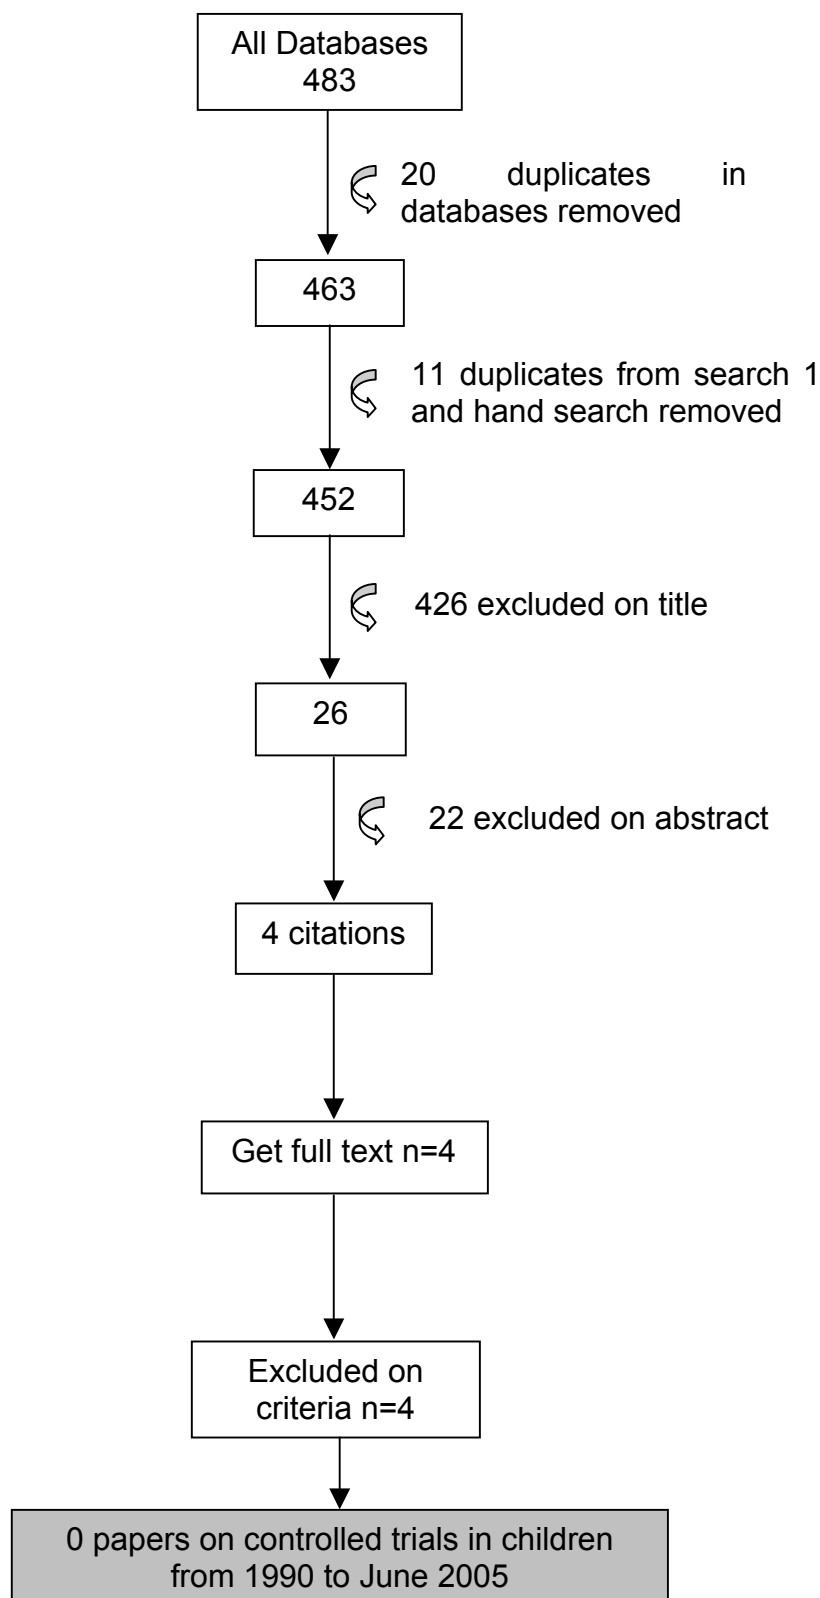 All Databases
483
20 duplicates in
databases removed
463
11 duplicates from search 1
and hand search removed
452
426 excluded on title
26
22 excluded on abstract
4 citations
Get full text n=4
Excluded on
criteria n=4
0 papers on controlled trials in children
from 1990 to June 2005